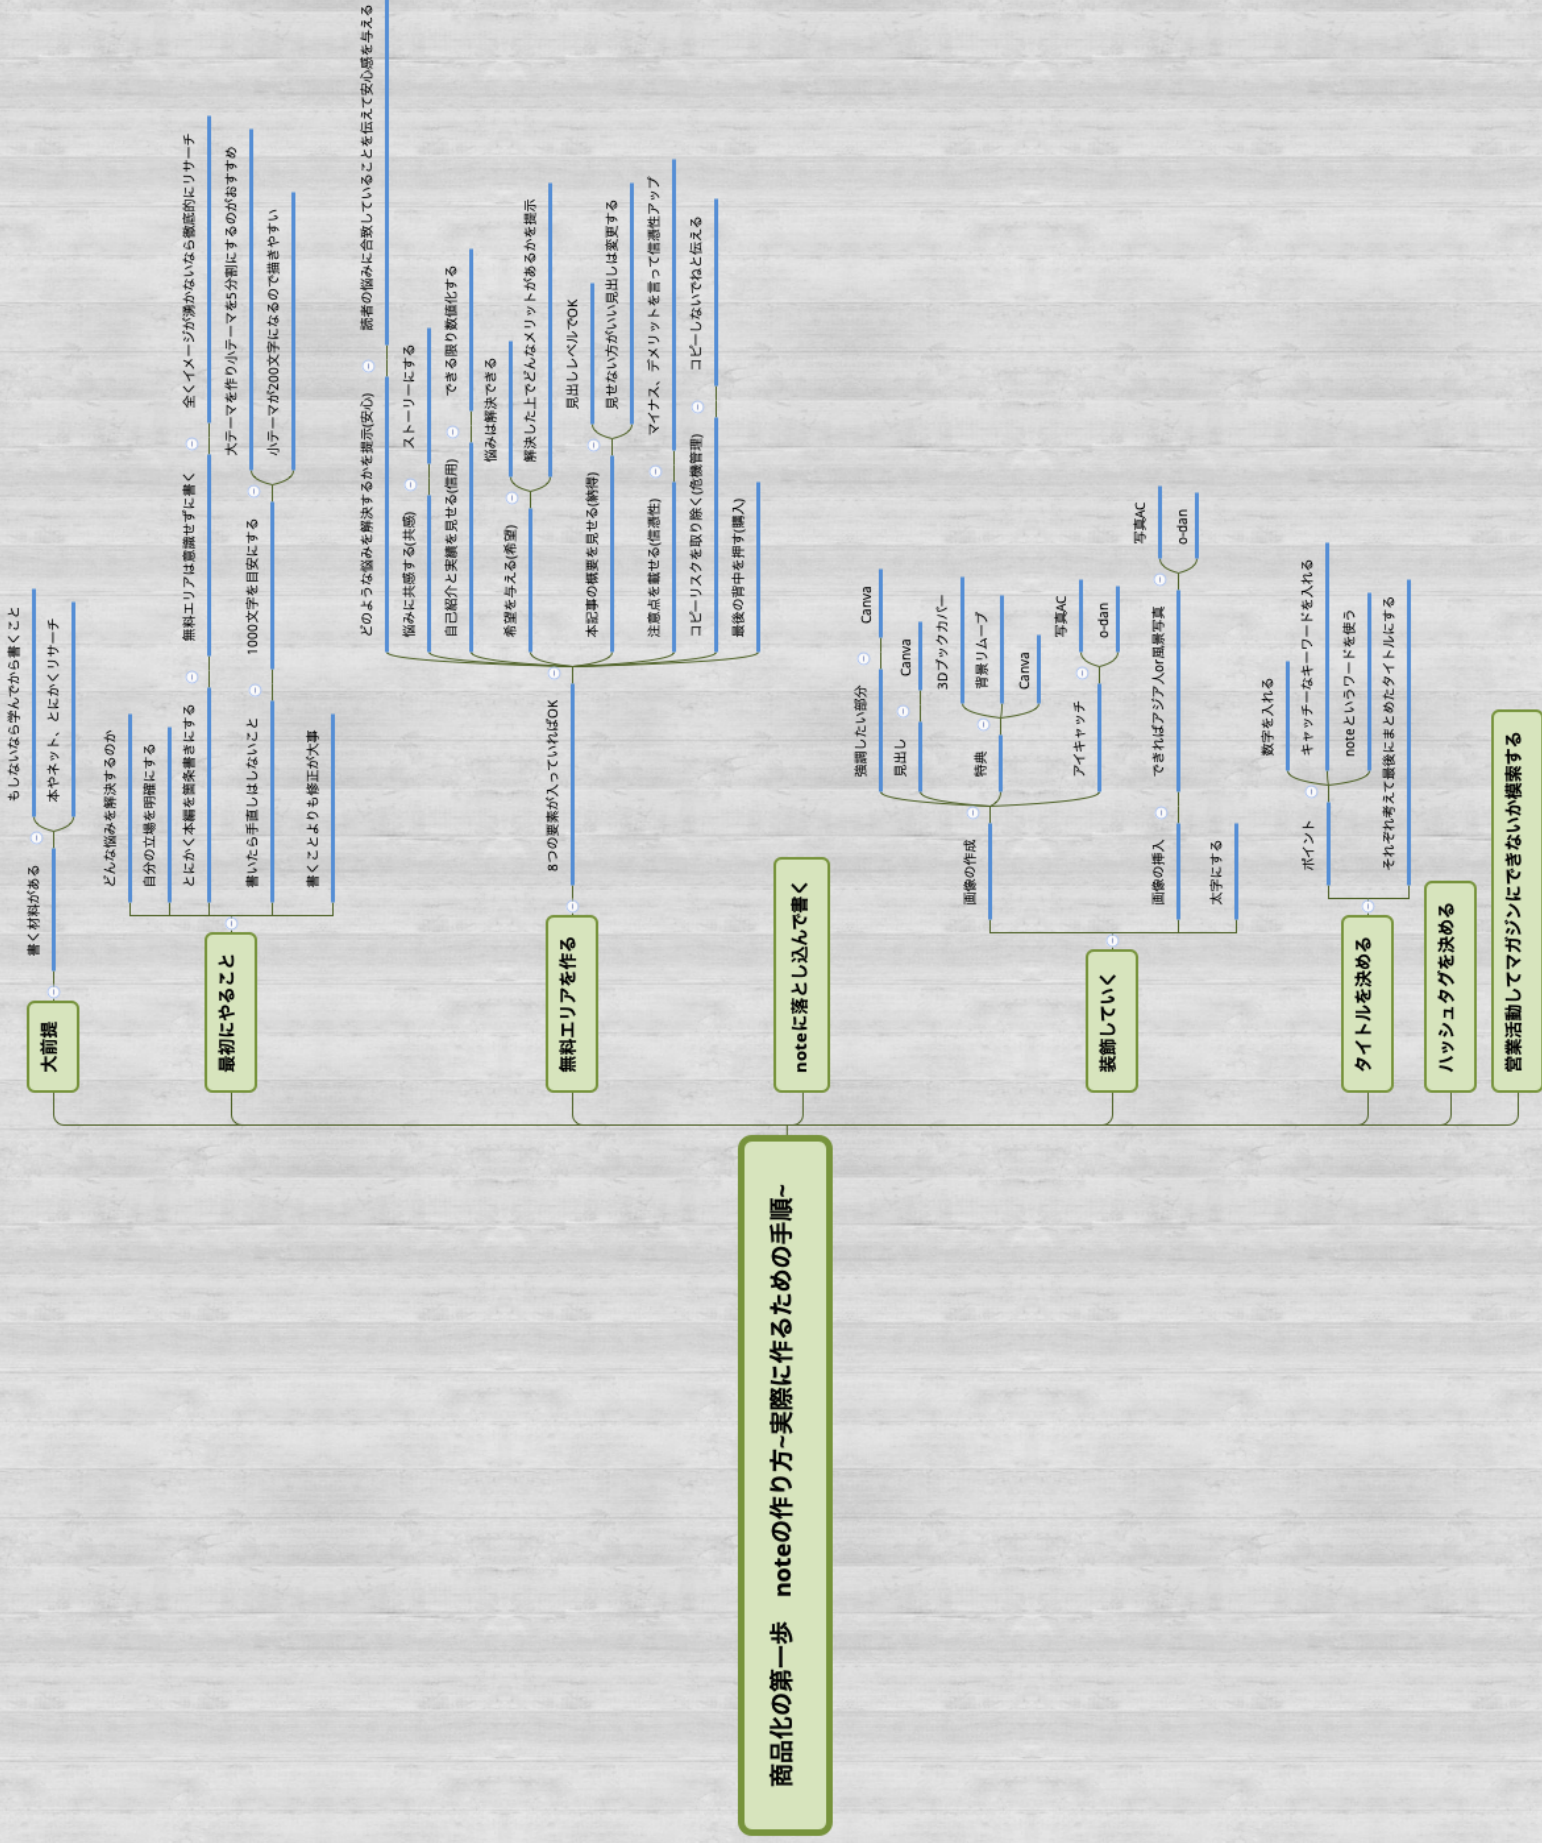 商品化の第一歩　noteの作り方~実際に作るための手順~
大前提
書く材料がある
もしないなら学んでから書くこと
本やネット、とにかくリサーチ
最初にやること
どんな悩みを解決するのか
自分の立場を明確にする
とにかく本編を箇条書きにする
無料エリアは意識せずに書く
全くイメージが湧かないなら徹底的にリサーチ
書いたら手直しはしないこと
1000文字を目安にする
大テーマを作り小テーマを5分割にするのがおすすめ
小テーマが200文字になるので描きやすい
書くことよりも修正が大事
無料エリアを作る
8つの要素が入っていればOK
どのような悩みを解決するかを提示(安心)
読者の悩みに合致していることを伝えて安心感を与える
悩みに共感する(共感)
ストーリーにする
自己紹介と実績を見せる(信用)
できる限り数値化する
希望を与える(希望)
悩みは解決できる
解決した上でどんなメリットがあるかを提示
本記事の概要を見せる(納得)
見出しレベルでOK
見せない方がいい見出しは変更する
注意点を載せる(信憑性)
マイナス、デメリットを言って信憑性アップ
コピーリスクを取り除く(危機管理)
コピーしないでねと伝える
最後の背中を押す(購入)
noteに落とし込んで書く
装飾していく
画像の作成
強調したい部分
Canva
見出し
Canva
特典
3Dブックカバー
背景リムーブ
Canva
アイキャッチ
写真AC
o-dan
画像の挿入
できればアジア人or風景写真
写真AC
o-dan
太字にする
タイトルを決める
ポイント
数字を入れる
キャッチーなキーワードを入れる
noteというワードを使う
それぞれ考えて最後にまとめたタイトルにする
ハッシュタグを決める
営業活動してマガジンにできないか模索する